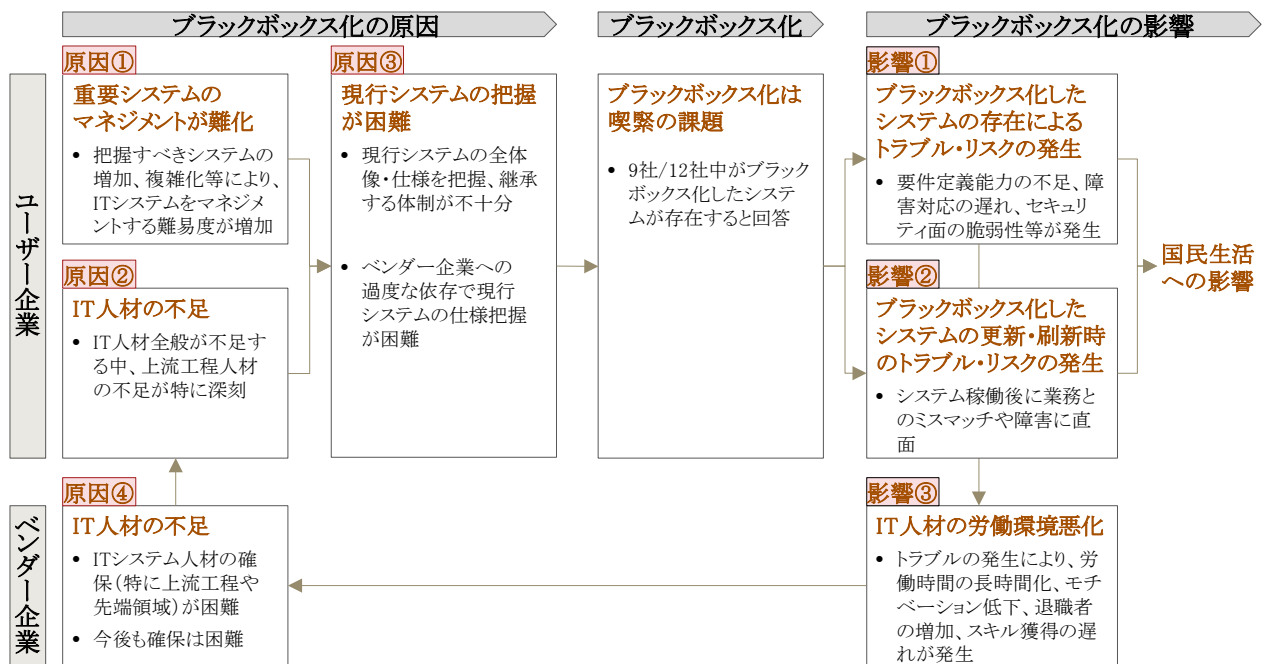 ブラックボックス化の原因
ブラックボックス化
ブラックボックス化の影響
ユーザー企業
原因①
重要システムの
マネジメントが難化
• 把握すべきシステムの
増加、複雑化等により、
ITシステムをマネジメ
ントする難易度が増加
原因②
IT人材の不足
• IT人材全般が不足す
る中、上流工程人材
の不足が特に深刻
原因③
現行システムの把握
が困難
• 現行システムの全体
像・仕様を把握、継承
する体制が不十分
• ベンダー企業への
過度な依存で現行
システムの仕様把握
が困難
ブラックボックス化は
喫緊の課題
• 9社/12社中がブラック
ボックス化したシステ
ムが存在すると回答
影響①
ブラックボックス化した
システムの存在による
トラブル・リスクの発生
• 要件定義能力の不足、障
害対応の遅れ、セキュリ
ティ面の脆弱性等が発生
影響②
ブラックボックス化した
システムの更新・刷新時
のトラブル・リスクの発生
• システム稼働後に業務と
のミスマッチや障害に直
面
国民生活
への影響
ベンダー企業
原因④
IT人材の不足
• ITシステム人材の確
保(特に上流工程や
先端領域)が困難
• 今後も確保は困難
影響③
IT人材の労働環境悪化
• トラブルの発生により、労
働時間の長時間化、モチ
ベーション低下、退職者
の増加、スキル獲得の遅
れが発生